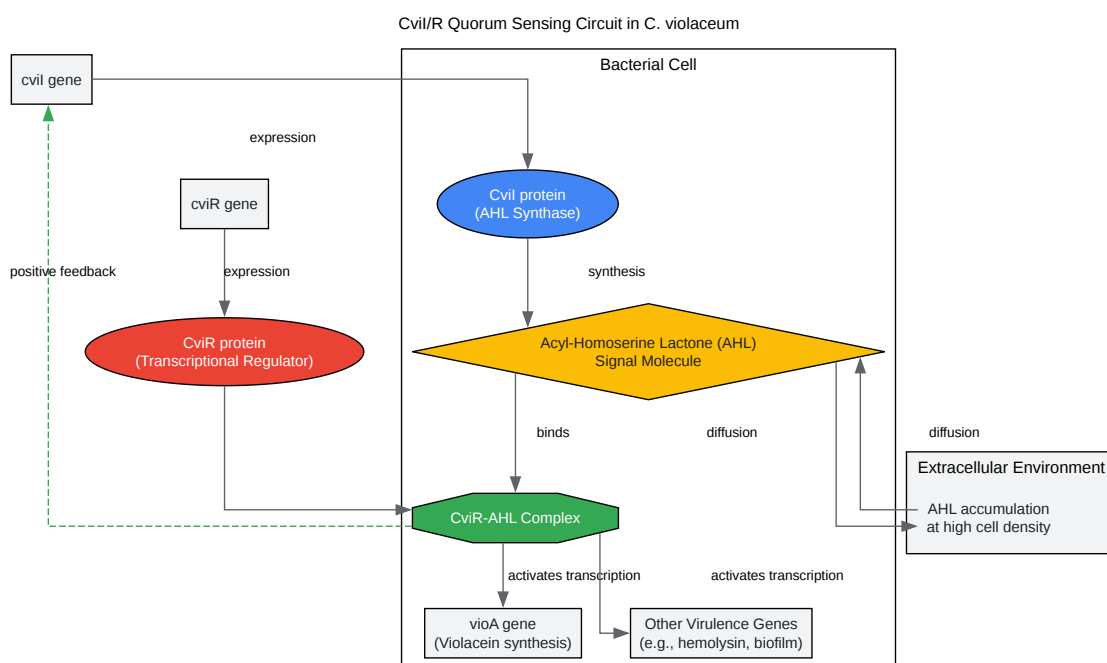 CviI/R Quorum Sensing Circuit in C. violaceum
Bacterial Cell
cviI gene
expression
CviI protein
(AHL Synthase)
cviR gene
positive feedback
expression
synthesis
CviR protein
(Transcriptional Regulator)
Acyl-Homoserine Lactone (AHL)
Signal Molecule
binds
diffusion
diffusion
Extracellular Environment
AHL accumulation
at high cell density
CviR-AHL Complex
activates transcription
activates transcription
vioA gene
(Violacein synthesis)
Other Virulence Genes
(e.g., hemolysin, biofilm)